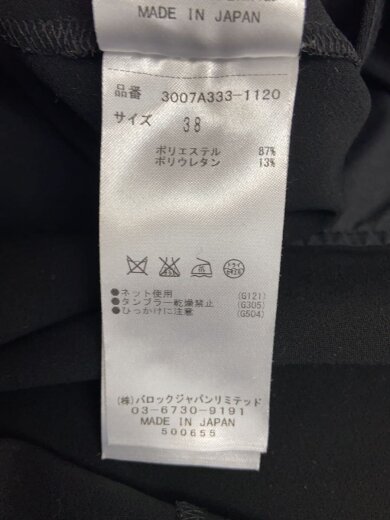 MADE IN JAPAN
品番 3007A333-1120
サイズ 38
ポリエステル 87%
ポリウレタン 13%
●ネット使用 (G121)
●タンブラー乾燥禁止 (G305)
●ひっかけに注意 (G504)
(株)バロックジャパンリミテッド
03-6730-9191
MADE IN JAPAN
500655